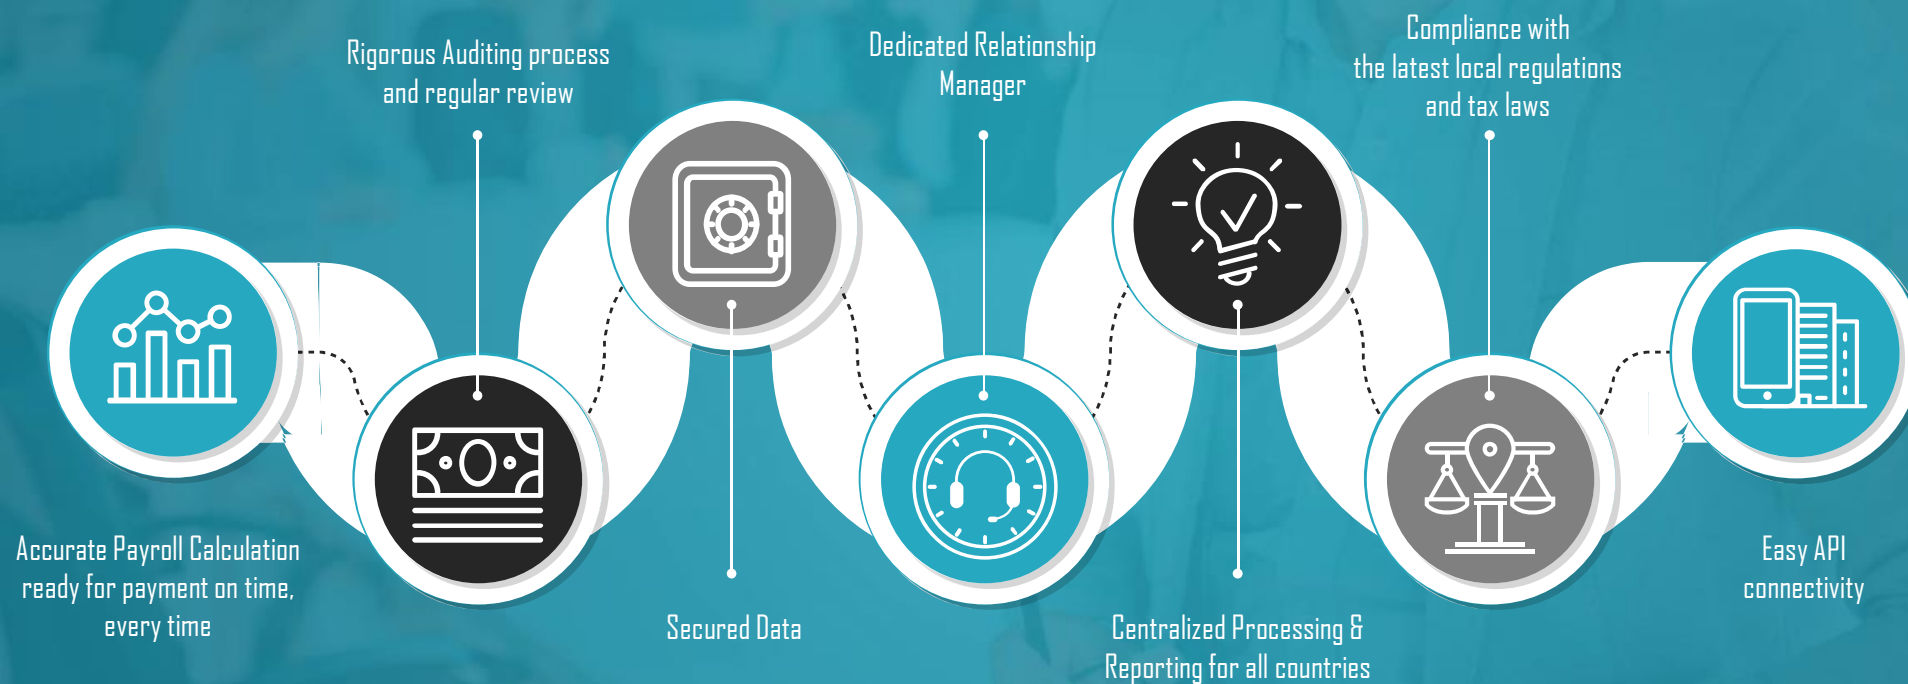 Accurate Payroll Calculation
ready for payment on time,
every time
Rigorous Auditing process
and regular review
Secured Data
Dedicated Relationship
Manager
Centralized Processing &
Reporting for all countries
Compliance with
the latest local regulations
and tax laws
Easy API
connectivity